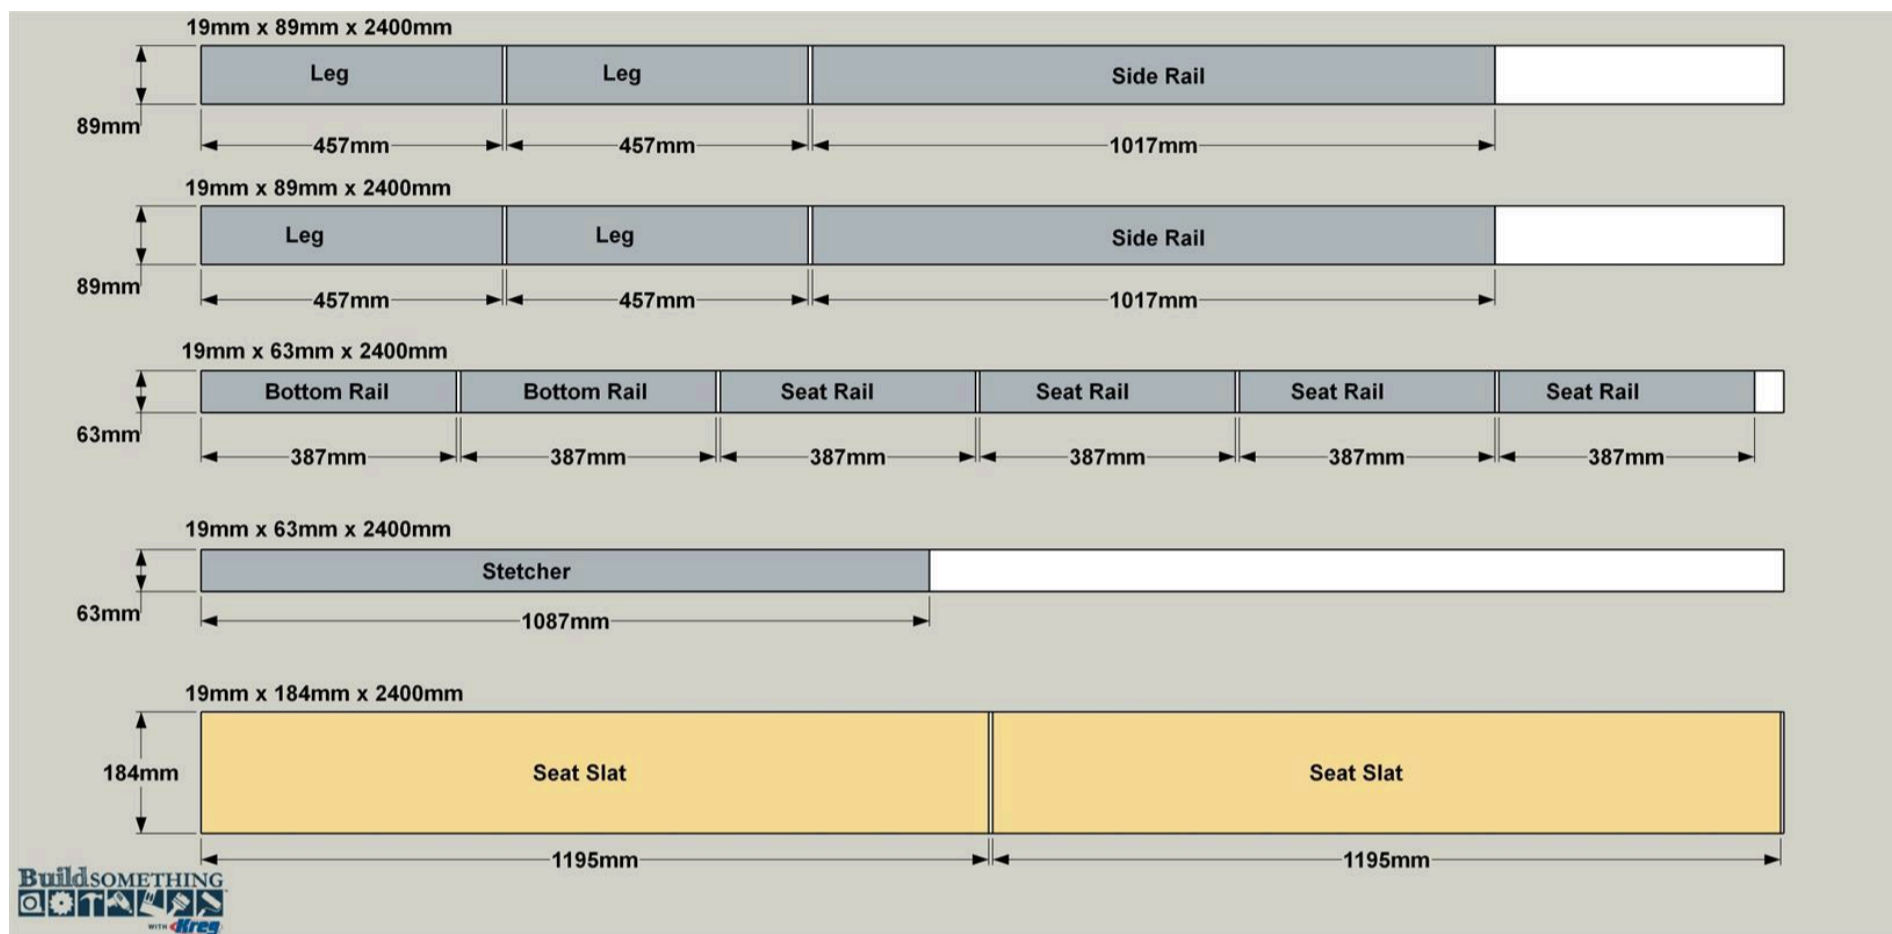 19mm x 89mm x 2400mm
Leg Leg Side Rail
89mm
457mm 457mm 1017mm
19mm x 89mm x 2400mm
Leg Leg Side Rail
89mm
457mm 457mm 1017mm
19mm x 63mm x 2400mm
Bottom Rail Bottom Rail Seat Rail Seat Rail Seat Rail Seat Rail
63mm
387mm 387mm 387mm 387mm 387mm 387mm
19mm x 63mm x 2400mm
Stetcher
63mm
1087mm
19mm x 184mm x 2400mm
184mm Seat Slat Seat Slat
1195mm 1195mm
BuildSOMETHING
WITH Kreg